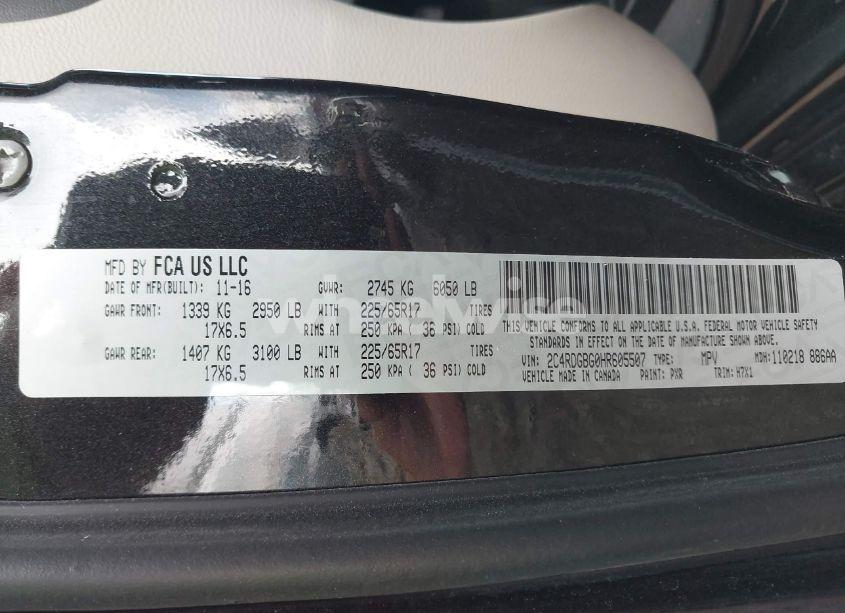 MFD BY FCA US LLC
DATE OF MFR(BUILT): 11-16 GVWR: 2745 KG 6050 LB
GAWR FRONT: 1339 KG 2950 LB WITH 225/65R17 TIRES
17X6.5 RIMS AT 250 KPA ( 36 PSI) COLD
GAWR REAR: 1407 KG 3100 LB WITH 225/65R17 TIRES
17X6.5 RIMS AT 250 KPA ( 36 PSI) COLD
THIS VEHICLE CONFORMS TO ALL APPLICABLE U.S.A. FEDERAL MOTOR VEHICLE SAFETY
STANDARDS IN EFFECT ON THE DATE OF MANUFACTURE SHOWN ABOVE.
VIN: 2C4RDGBG0HR605507 TYPE: MPV MDH: 110218 886AA
VEHICLE MADE IN CANADA PAINT: PXR TRIM: H7X1
wheelwise